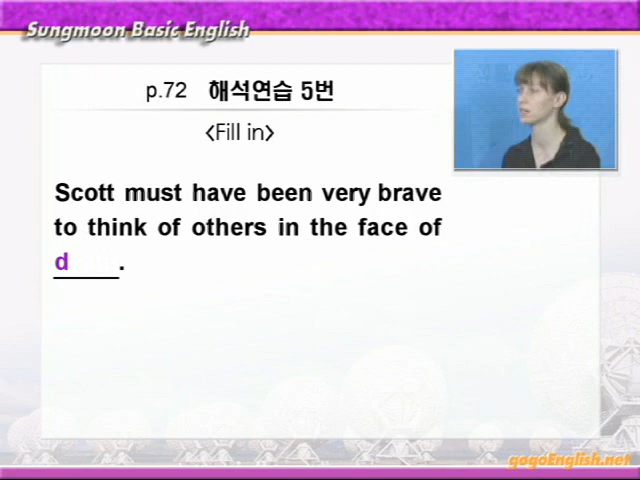 Sungmoon Basic English
p.72 해석연습 5번
<Fill in>
Scott must have been very brave
to think of others in the face of
d_____.
gogoEnglish.net